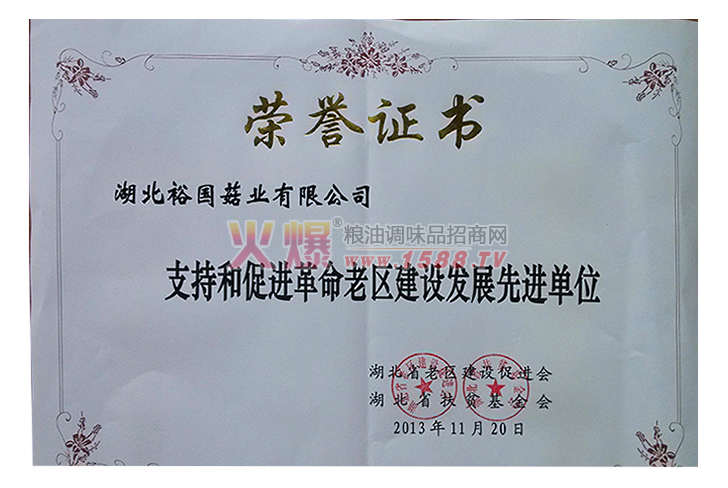 荣誉证书
湖北裕国菇业有限公司
火爆®粮油调味品招商网
www.1588.TV
支持和促进革命老区建设发展先进单位
湖北省老区建设促进会
湖北省扶贫基金会
2013年11月20日